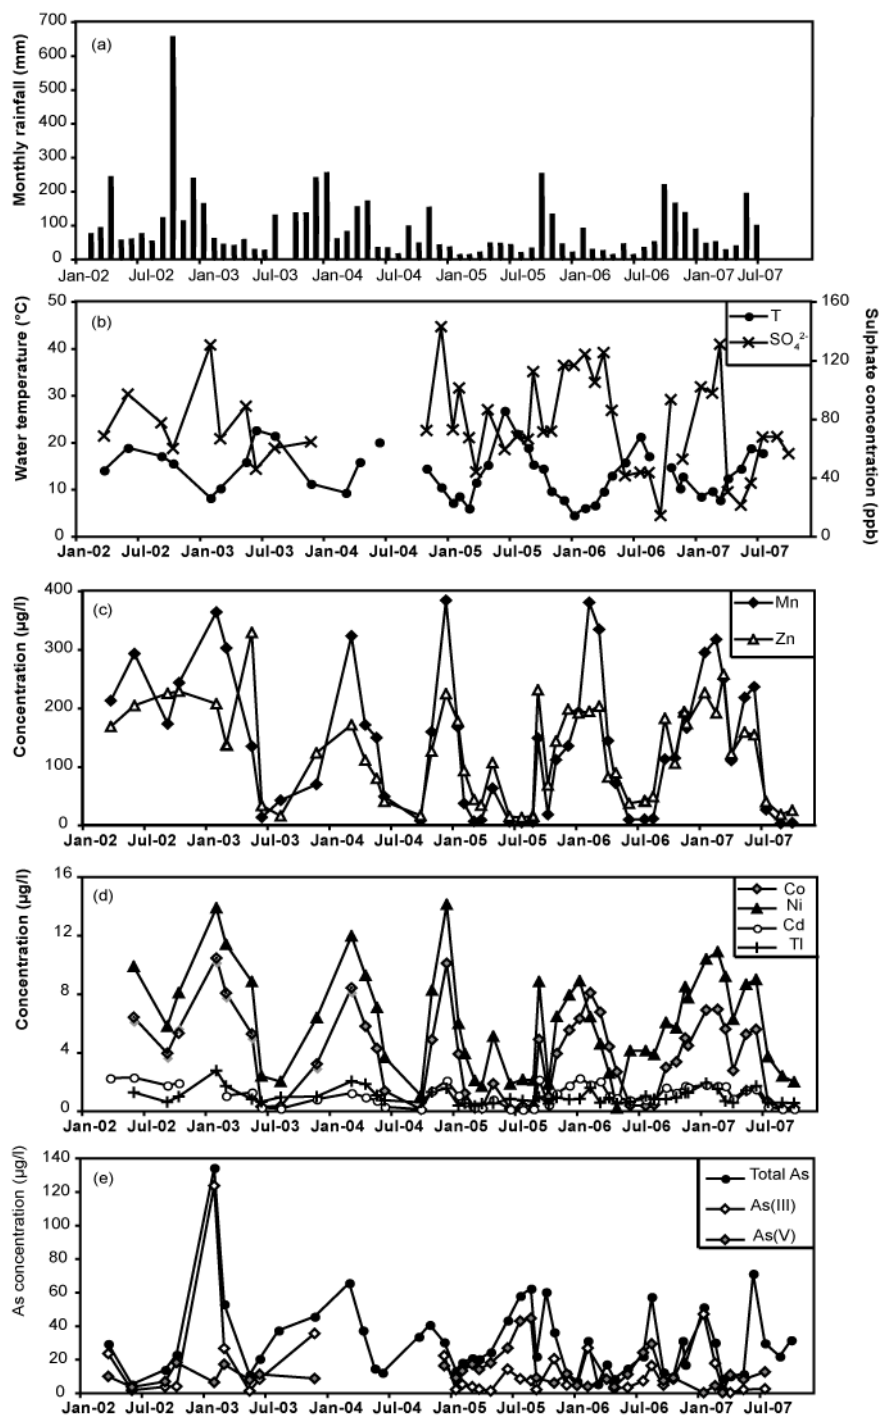 700
600
500
400
300
200
100
0
Monthly rainfall (mm)
(a)
Jan-02 Jul-02 Jan-03 Jul-03 Jan-04 Jul-04 Jan-05 Jul-05 Jan-06 Jul-06 Jan-07 Jul-07
50
40
30
20
10
0
Water temperature (°C)
(b)
T
SO₄²⁻
160
120
80
40
0
Sulphate concentration (ppb)
Jan-02 Jul-02 Jan-03 Jul-03 Jan-04 Jul-04 Jan-05 Jul-05 Jan-06 Jul-06 Jan-07 Jul-07
400
300
200
100
0
Concentration (µg/l)
(c)
Mn
Zn
Jan-02 Jul-02 Jan-03 Jul-03 Jan-04 Jul-04 Jan-05 Jul-05 Jan-06 Jul-06 Jan-07 Jul-07
16
12
8
4
0
Concentration (µg/l)
(d)
Co
Ni
Cd
Tl
Jan-02 Jul-02 Jan-03 Jul-03 Jan-04 Jul-04 Jan-05 Jul-05 Jan-06 Jul-06 Jan-07 Jul-07
140
120
100
80
60
40
20
0
As concentration (µg/l)
(e)
Total As
As(III)
As(V)
Jan-02 Jul-02 Jan-03 Jul-03 Jan-04 Jul-04 Jan-05 Jul-05 Jan-06 Jul-06 Jan-07 Jul-07